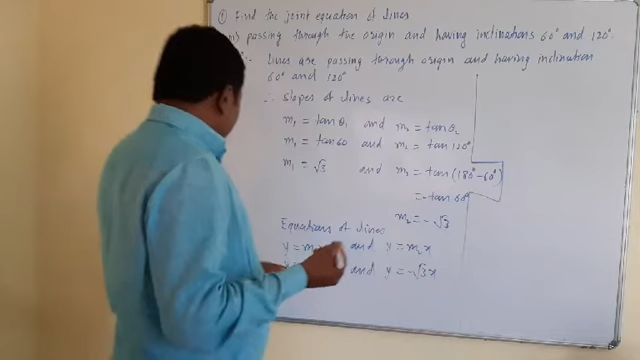 ① Find the joint equation of lines
passing through the origin and having inclinations 60° and 120°.
:- lines are passing through origin and having inclination
60° and 120°
∴ slopes of lines are
m₁ = tan θ₁ and m₂ = tan θ₂
m₁ = tan 60 and m₂ = tan 120°
m₁ = √3 and m₂ = tan (180° - 60°)
= - tan 60°
m₂ = - √3
Equations of lines
y = m and y = m₂x
and y = -√3x